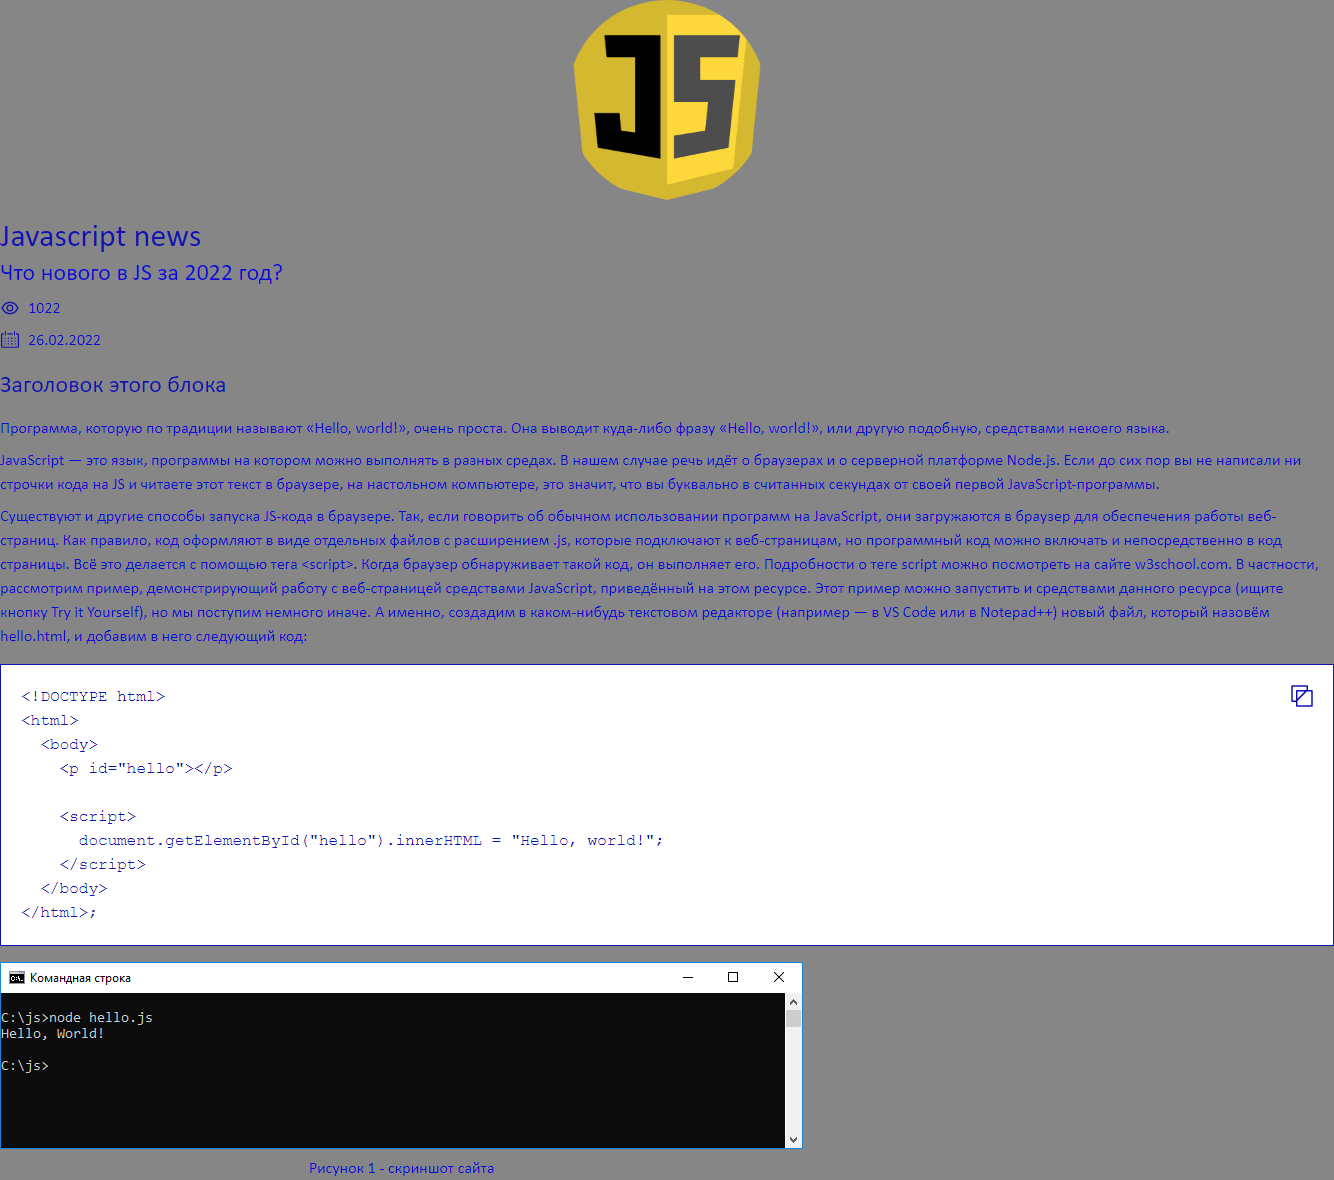 JS
Javascript news
Что нового в JS за 2022 год?
1022
26.02.2022
Заголовок этого блока
Программа, которую по традиции называют «Hello, world!», очень проста. Она выводит куда-либо фразу «Hello, world!», или другую подобную, средствами некоего языка.
JavaScript — это язык, программы на котором можно выполнять в разных средах. В нашем случае речь идёт о браузерах и о серверной платформе Node.js. Если до сих пор вы не написали ни
строчки кода на JS и читаете этот текст в браузере, на настольном компьютере, это значит, что вы буквально в считанных секундах от своей первой JavaScript-программы.
Существуют и другие способы запуска JS-кода в браузере. Так, если говорить об обычном использовании программ на JavaScript, они загружаются в браузер для обеспечения работы веб-
страниц. Как правило, код оформляют в виде отдельных файлов с расширением .js, которые подключают к веб-страницам, но программный код можно включать и непосредственно в код
страницы. Всё это делается с помощью тега <script>. Когда браузер обнаруживает такой код, он выполняет его. Подробности о теге script можно посмотреть на сайте w3school.com. В частности,
рассмотрим пример, демонстрирующий работу с веб-страницей средствами JavaScript, приведённый на этом ресурсе. Этот пример можно запустить и средствами данного ресурса (ищите
кнопку Try it Yourself), но мы поступим немного иначе. А именно, создадим в каком-нибудь текстовом редакторе (например — в VS Code или в Notepad++) новый файл, который назовём
hello.html, и добавим в него следующий код:
<!DOCTYPE html>
<html>
  <body>
    <p id="hello"></p>
    <script>
      document.getElementById("hello").innerHTML = "Hello, world!";
    </script>
  </body>
</html>;
C:\. Командная строка
C:\js>node hello.js
Hello, World!
C:\js>
Рисунок 1 - скриншот сайта